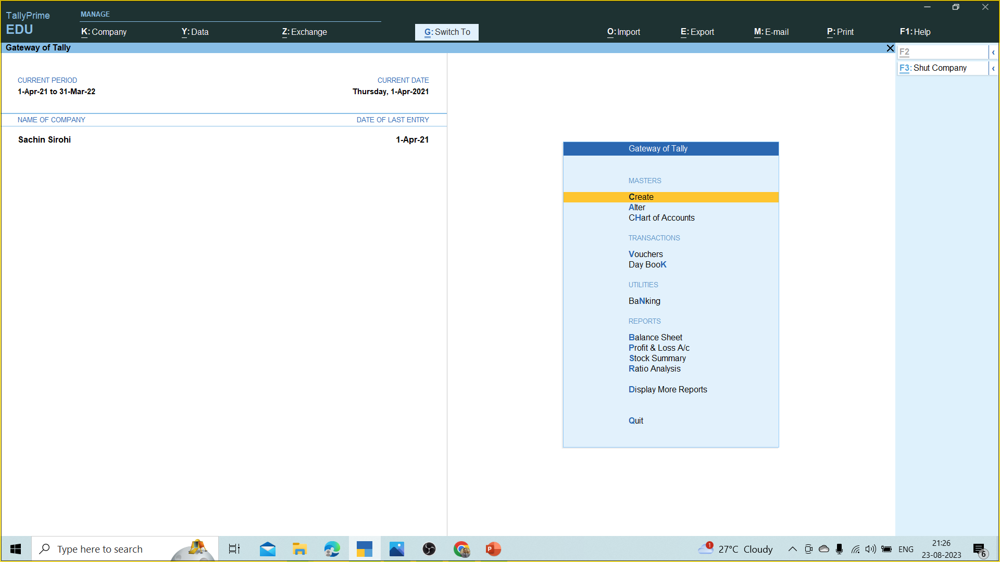 TallyPrime
EDU
MANAGE
K: Company
Y: Data
Z: Exchange
G: Switch To
O: Import
E: Export
M: E-mail
P: Print
F1: Help
Gateway of Tally
F2
F3: Shut Company
CURRENT PERIOD
CURRENT DATE
1-Apr-21 to 31-Mar-22
Thursday, 1-Apr-2021
NAME OF COMPANY
DATE OF LAST ENTRY
Sachin Sirohi
1-Apr-21
Gateway of Tally
MASTERS
Create
Alter
CHart of Accounts
TRANSACTIONS
Vouchers
Day BooK
UTILITIES
BaNking
REPORTS
Balance Sheet
Profit & Loss A/c
Stock Summary
Ratio Analysis
Display More Reports
Quit
Type here to search
P
1
27°C Cloudy
ENG
21:26
23-08-2023
6